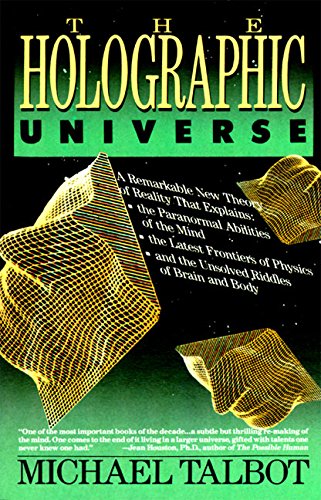 THE
HOLOGRAPHIC
UNIVERSE
A Remarkable New Theory
of Reality That Explains:
• the Paranormal Abilities
of the Mind
• the Latest Frontiers of Physics
• and the Unsolved Riddles
of Brain and Body
"One of the most important books of the decade...a subtle but thrilling re-making of
the mind. One comes to the end of it living in a larger universe, gifted with talents one
never knew one had." —Jean Houston, Ph.D., author of The Possible Human
MICHAEL TALBOT